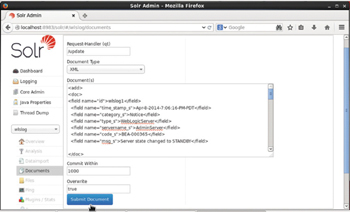 Solr Admin - Mozilla Firefox
Solr Admin
localhost:8983/solr/#/wlslog/documents
Google
Solr
Dashboard
Logging
Core Admin
Java Properties
Thread Dump
wlslog
Overview
Analysis
Dataimport
Documents
Files
Ping
Plugins / Stats
Request-Handler (qt)
/update
Document Type
XML
Document(s)
<add>
<doc>
<field name="id">wlslog1</field>
<field name="time_stamp_s">Apr-8-2014-7:06:16-PM-PDT</field>
<field name="category_s">Notice</field>
<field name="type_s">WebLogicServer</field>
<field name="servername_s">AdminServer</field>
<field name="code_s">BEA-000365</field>
<field name="msg_s">Server state changed to STANDBY</field>
</doc>
Commit Within
1000
Overwrite
true
Submit Document